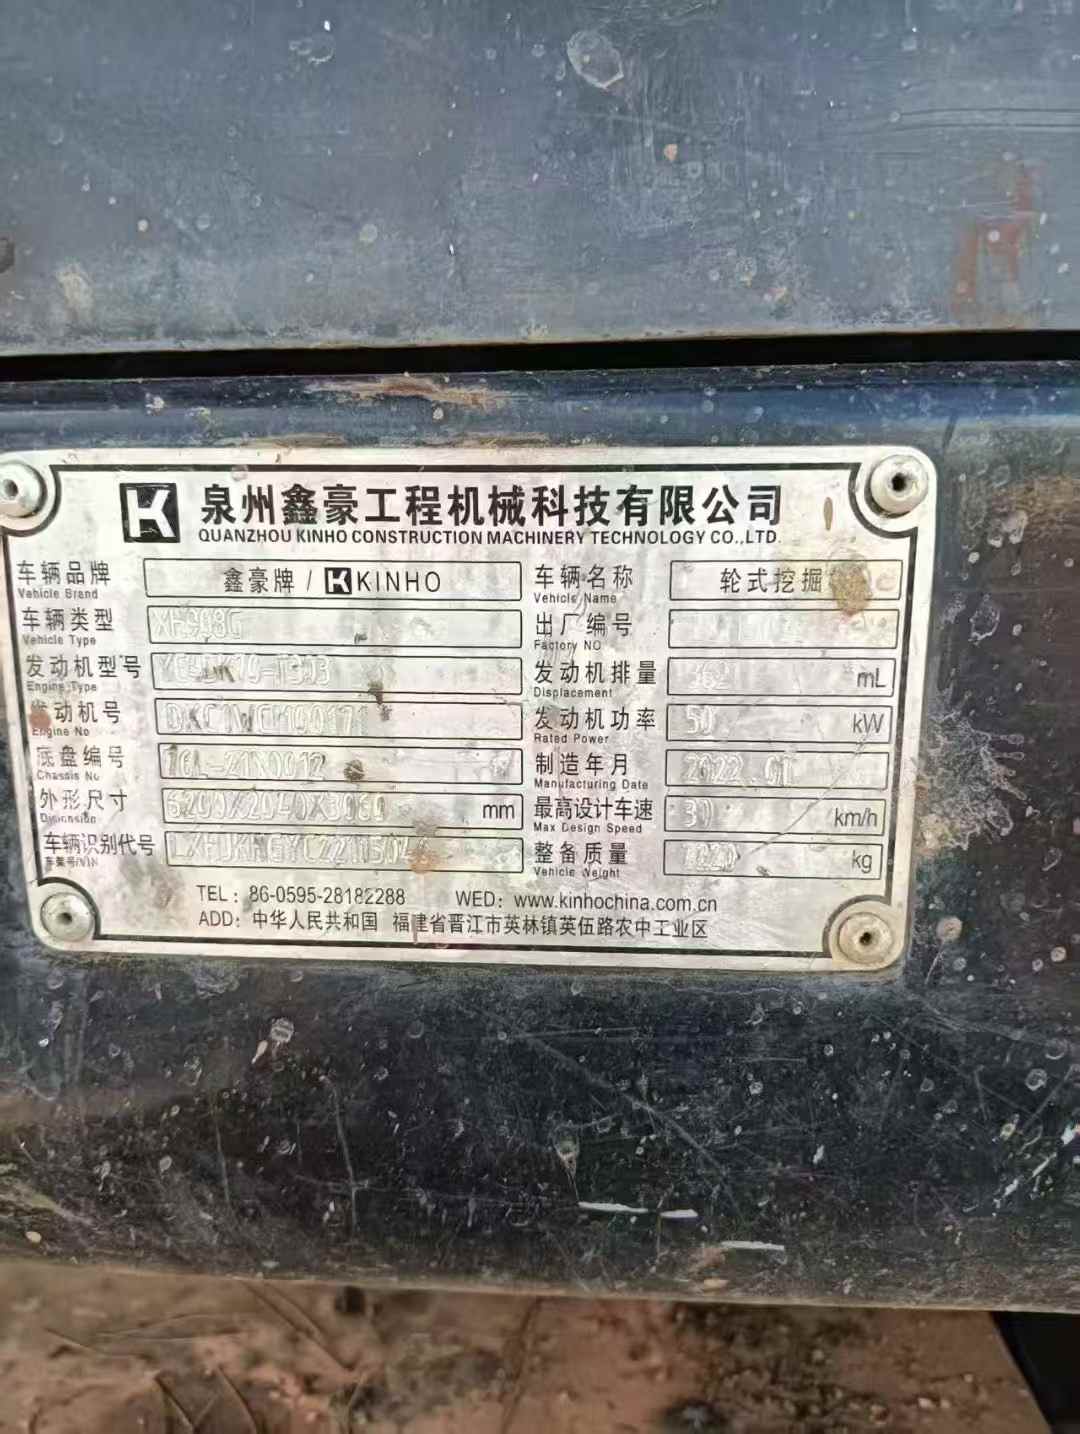 K 泉州鑫豪工程机械科技有限公司
QUANZHOU KINHO CONSTRUCTION MACHINERY TECHNOLOGY CO.,LTD.
车辆品牌 鑫豪牌 / K KINHO 车辆名称 轮式挖掘
Vehicle Brand Vehicle Name
车辆类型 出厂编号
Vehicle Type Factory NO
发动机型号 发动机排量 mL
Engine Type Displacement
发动机号 发动机功率 50 kW
Engine No Rated Power
底盘编号 制造年月 2022 01
Chassis No Manufacturing Date
外形尺寸 mm 最高设计车速 30 km/h
Dimension Max Design Speed
车辆识别代号 整备质量 kg
车架号/VIN Vehicle Weight
TEL: 86-0595-28182288 WED: www.kinhochina.com.cn
ADD: 中华人民共和国 福建省晋江市英林镇英伍路农中工业区